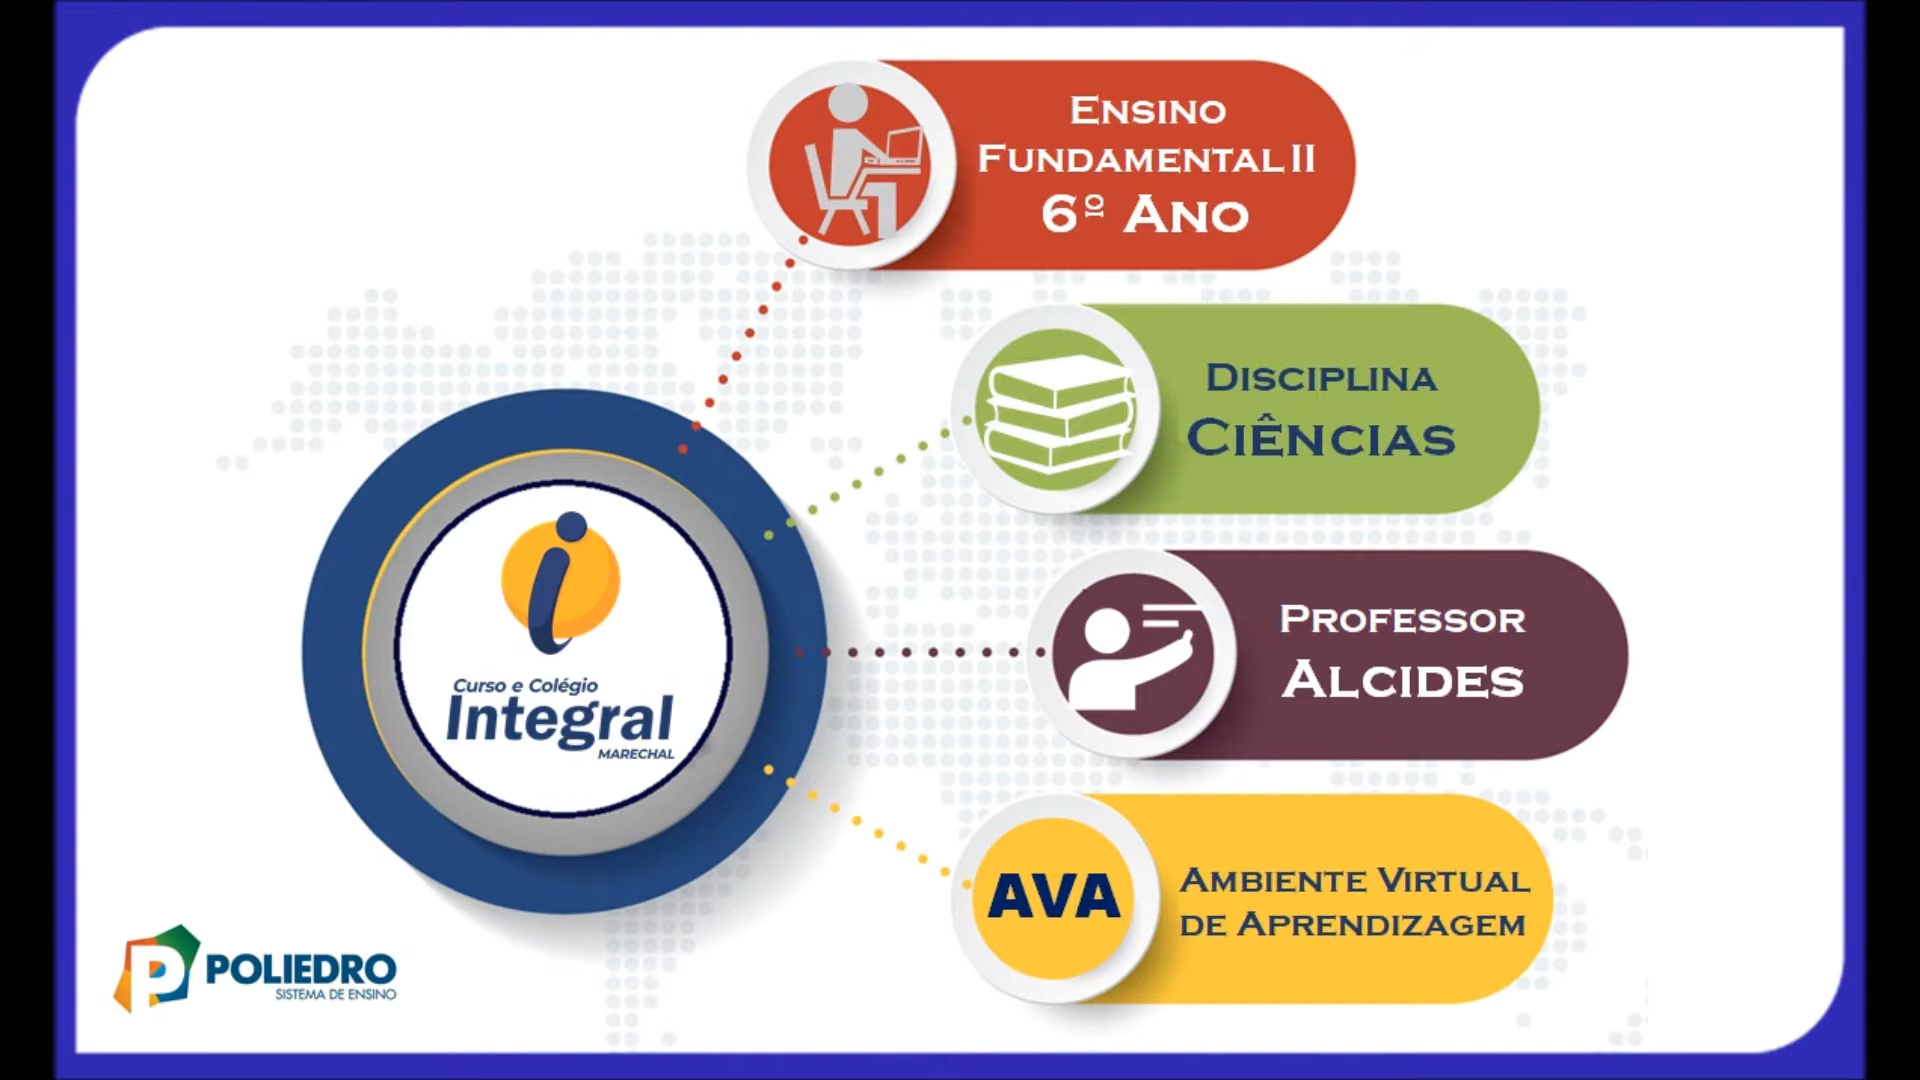 Ensino
Fundamental II
6º Ano
Disciplina
Ciências
Professor
Alcides
AVA
Ambiente Virtual
de Aprendizagem
Curso e Colégio
Integral
MARECHAL
POLIEDRO
SISTEMA DE ENSINO